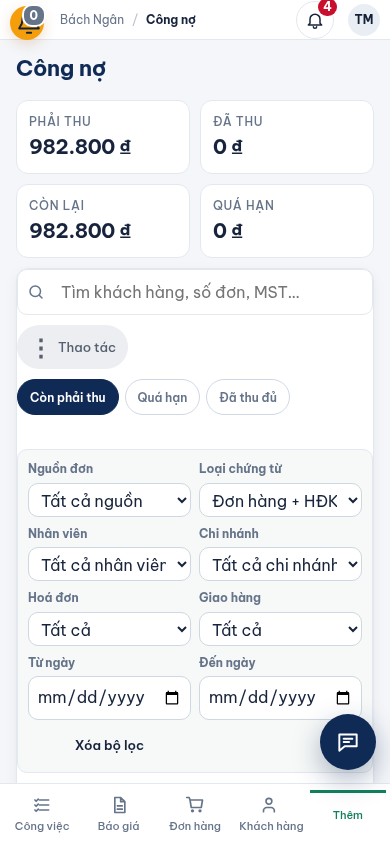 0
Bách Ngân / Công nợ
4
TM
Công nợ
PHẢI THU
982.800 đ
ĐÃ THU
0 đ
CÒN LẠI
982.800 đ
QUÁ HẠN
0 đ
Tìm khách hàng, số đơn, MST...
Thao tác
Còn phải thu
Quá hạn
Đã thu đủ
Nguồn đơn
Loại chứng từ
Tất cả nguồn
Đơn hàng + HĐK
Nhân viên
Chi nhánh
Tất cả nhân viên
Tất cả chi nhánh
Hoá đơn
Giao hàng
Tất cả
Tất cả
Từ ngày
Đến ngày
mm/dd/yyyy
mm/dd/yyyy
Xóa bộ lọc
Công việc
Báo giá
Đơn hàng
Khách hàng
Thêm